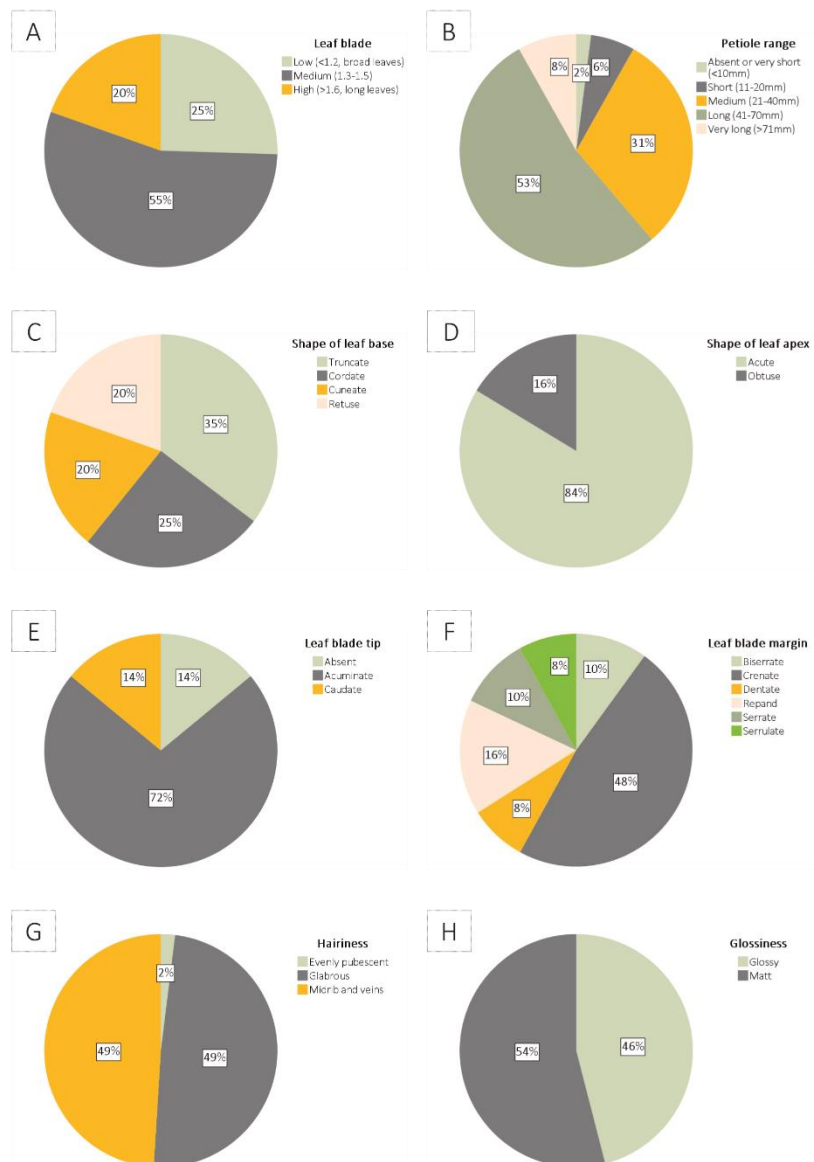 A
Leaf blade
Low (<1.2, broad leaves)
Medium (1.3-1.5)
High (>1.6, long leaves)
20%
25%
55%
B
Petiole range
Absent or very short
(<10mm)
Short (11-20mm)
Medium (21-40mm)
Long (41-70mm)
Very long (>71mm)
8%
2%
6%
31%
53%
C
Shape of leaf base
Truncate
Cordate
Cuneate
Retuse
20%
35%
20%
25%
D
Shape of leaf apex
Acute
Obtuse
16%
84%
E
Leaf blade tip
Absent
Acuminate
Caudate
14%
14%
72%
F
Leaf blade margin
Biserrate
Crenate
Dentate
Repand
Serrate
Serrulate
8%
10%
10%
16%
48%
8%
G
Hairiness
Evenly pubescent
Glabrous
Midrib and veins
2%
49%
49%
H
Glossiness
Glossy
Matt
54%
46%